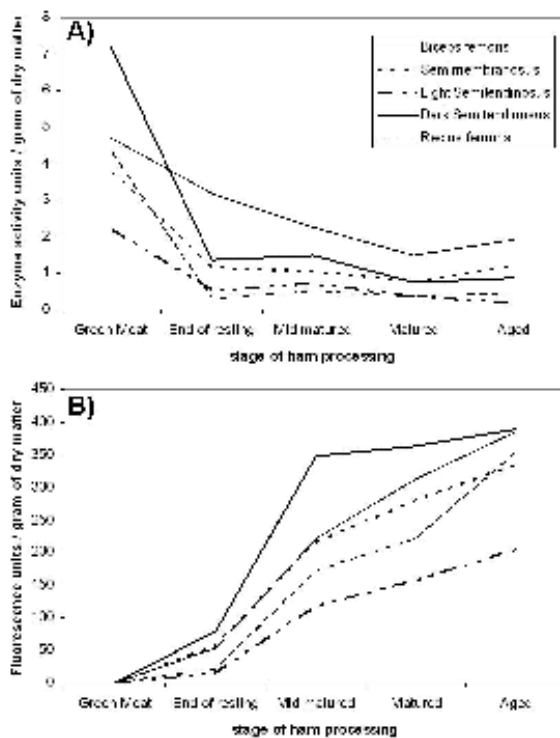 A)
8
7
6
5
4
3
2
1
0
Enzyme activity units / gram of dry matter
Biceps femoris
Semimembranosus
Light Semitendinosus
Dark Semitendinosus
Rectus femoris
Green Meat End of resting Mid matured Matured Aged
stage of ham processing
B)
450
400
350
300
250
200
150
100
50
0
Fluorescence units / gram of dry matter
Green Meat End of resting Mid matured Matured Aged
stage of ham processing